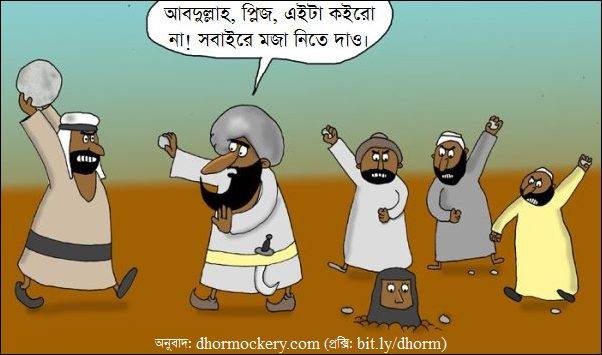 আবদুল্লাহ, প্লিজ, এইটা কইরো
না! সবাইরে মজা নিতে দাও।
অনুবাদ: dhormockery.com (প্রক্সি: bit.ly/dhorm)